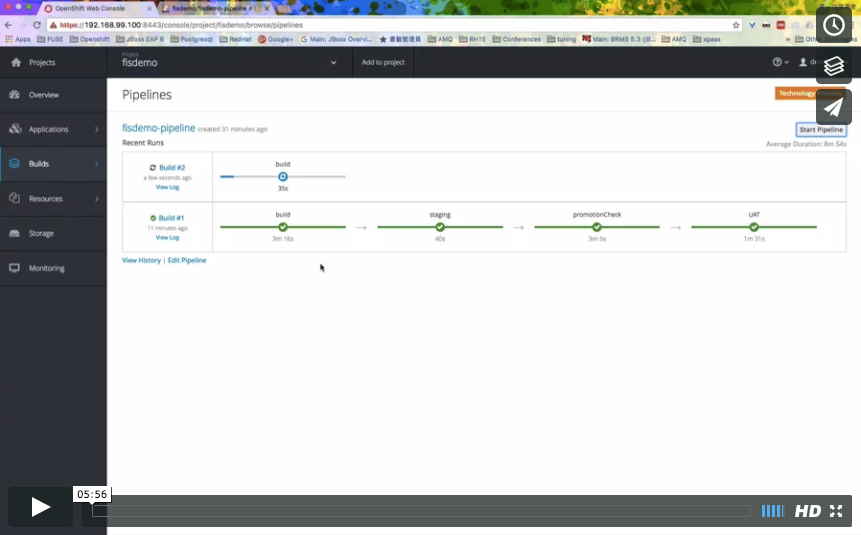 OpenShift Web Console
fisdemo/fisdemo-pipeline #1
https://192.168.99.100:8443/console/project/fisdemo/browse/pipelines
Apps FUSE Openshift JBoss EAP 6 Postgresql RedHat Google+ Main: JBoss Overvi... 書籤管理員 AMQ RHTE Conferences tuning Main: BRMS 5.3 ((B... AMQ xpaas » Oth
Projects
Project
fisdemo
Add to project
de
Overview
Applications
Builds
Resources
Storage
Monitoring
Pipelines
Technology
fisdemo-pipeline created 31 minutes ago
Start Pipeline
Recent Runs
Average Duration: 8m 54s
Build #2
a few seconds ago
View Log
build
35s
Build #1
11 minutes ago
View Log
build
3m 16s
staging
40s
promotionCheck
3m 5s
UAT
1m 31s
View History | Edit Pipeline
05:56
HD